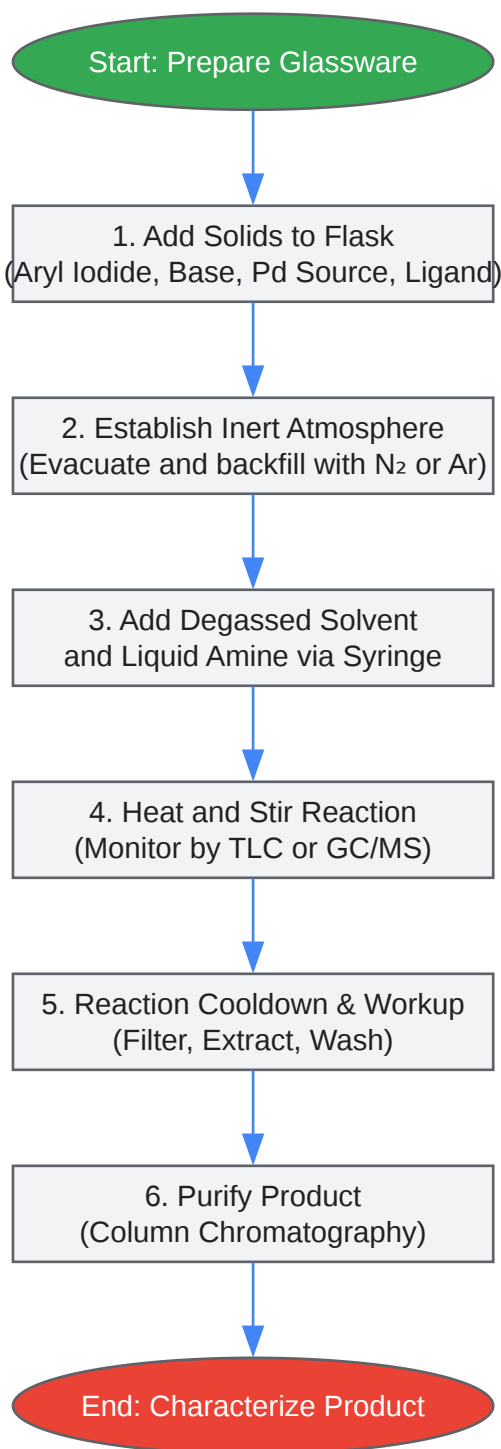 Start: Prepare Glassware
1. Add Solids to Flask
(Aryl Iodide, Base, Pd Source, Ligand)
2. Establish Inert Atmosphere
(Evacuate and backfill with N₂ or Ar)
3. Add Degassed Solvent
and Liquid Amine via Syringe
4. Heat and Stir Reaction
(Monitor by TLC or GC/MS)
5. Reaction Cooldown & Workup
(Filter, Extract, Wash)
6. Purify Product
(Column Chromatography)
End: Characterize Product